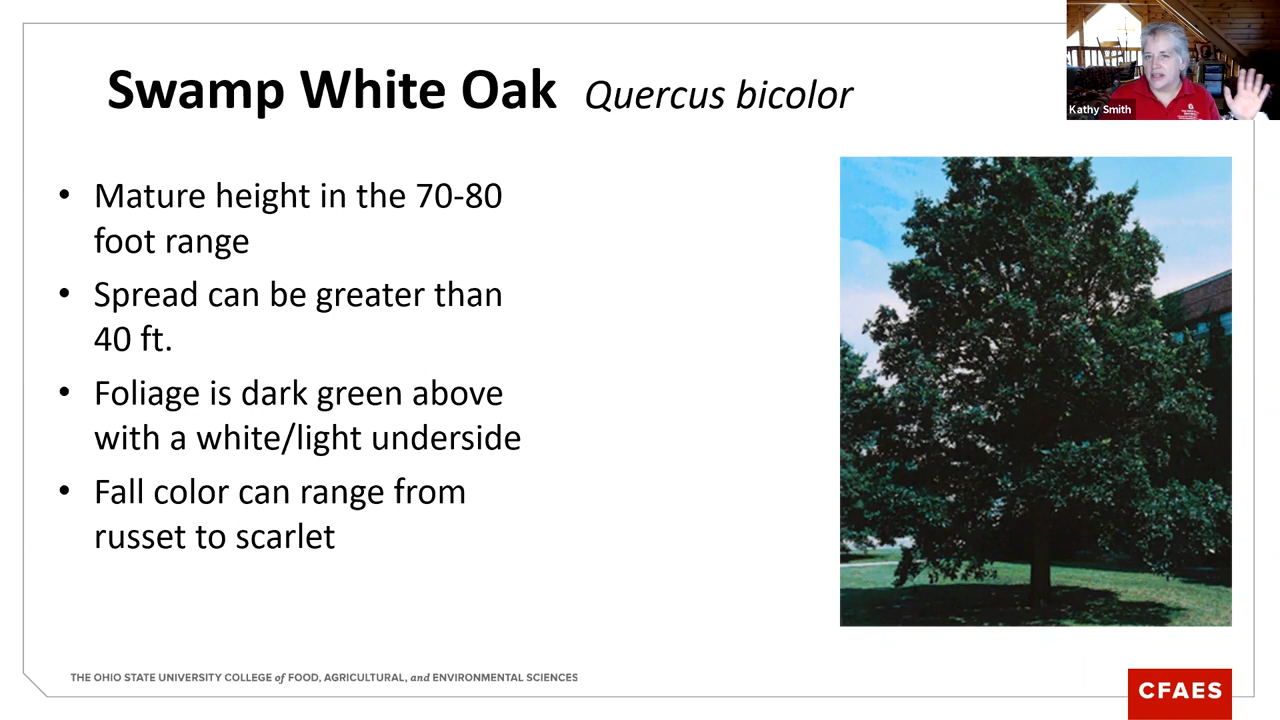 Swamp White Oak Quercus bicolor
Kathy Smith
• Mature height in the 70-80
foot range
• Spread can be greater than
40 ft.
• Foliage is dark green above
with a white/light underside
• Fall color can range from
russet to scarlet
THE OHIO STATE UNIVERSITY COLLEGE of FOOD, AGRICULTURAL, and ENVIRONMENTAL SCIENCES
CFAES